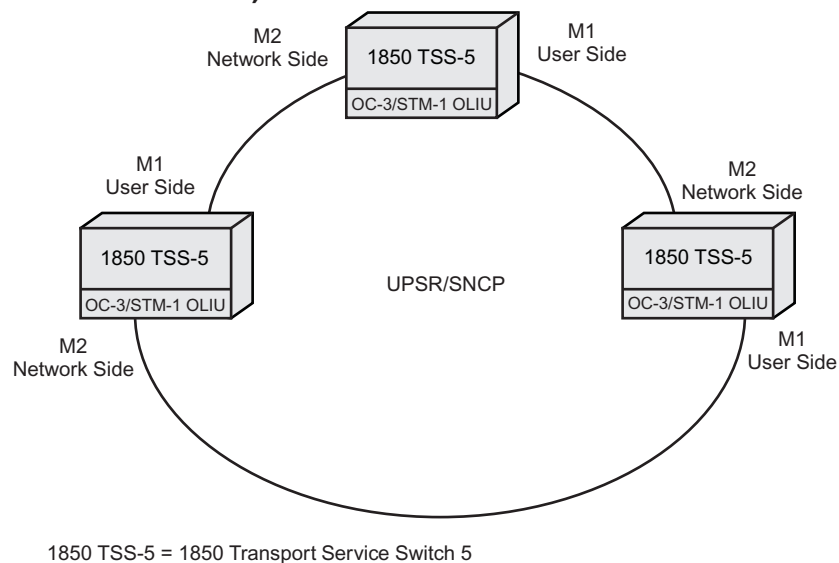 M2
Network Side
1850 TSS-5
OC-3/STM-1 OLIU
M1
User Side
M1
User Side
1850 TSS-5
OC-3/STM-1 OLIU
M2
Network Side
UPSR/SNCP
M2
Network Side
1850 TSS-5
OC-3/STM-1 OLIU
M1
User Side
1850 TSS-5 = 1850 Transport Service Switch 5